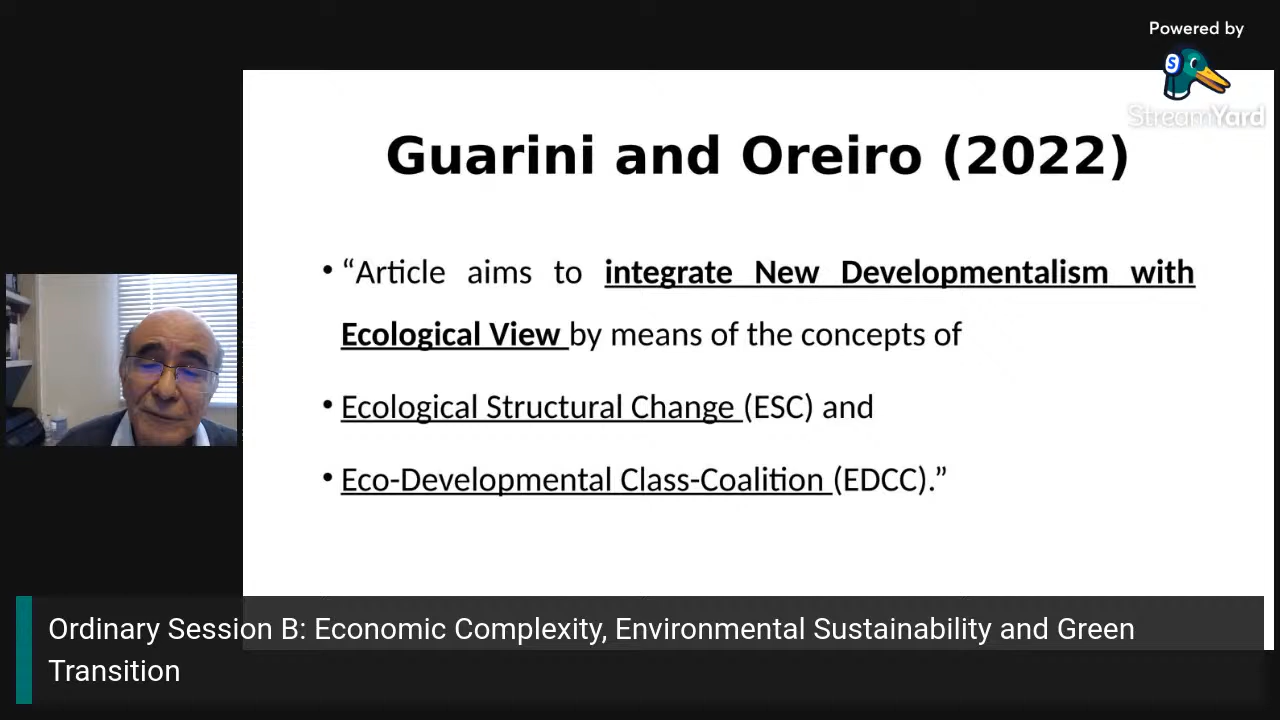 Powered by
StreamYard
Guarini and Oreiro (2022)
• “Article aims to integrate New Developmentalism with
Ecological View by means of the concepts of
• Ecological Structural Change (ESC) and
• Eco-Developmental Class-Coalition (EDCC).”
Ordinary Session B: Economic Complexity, Environmental Sustainability and Green
Transition